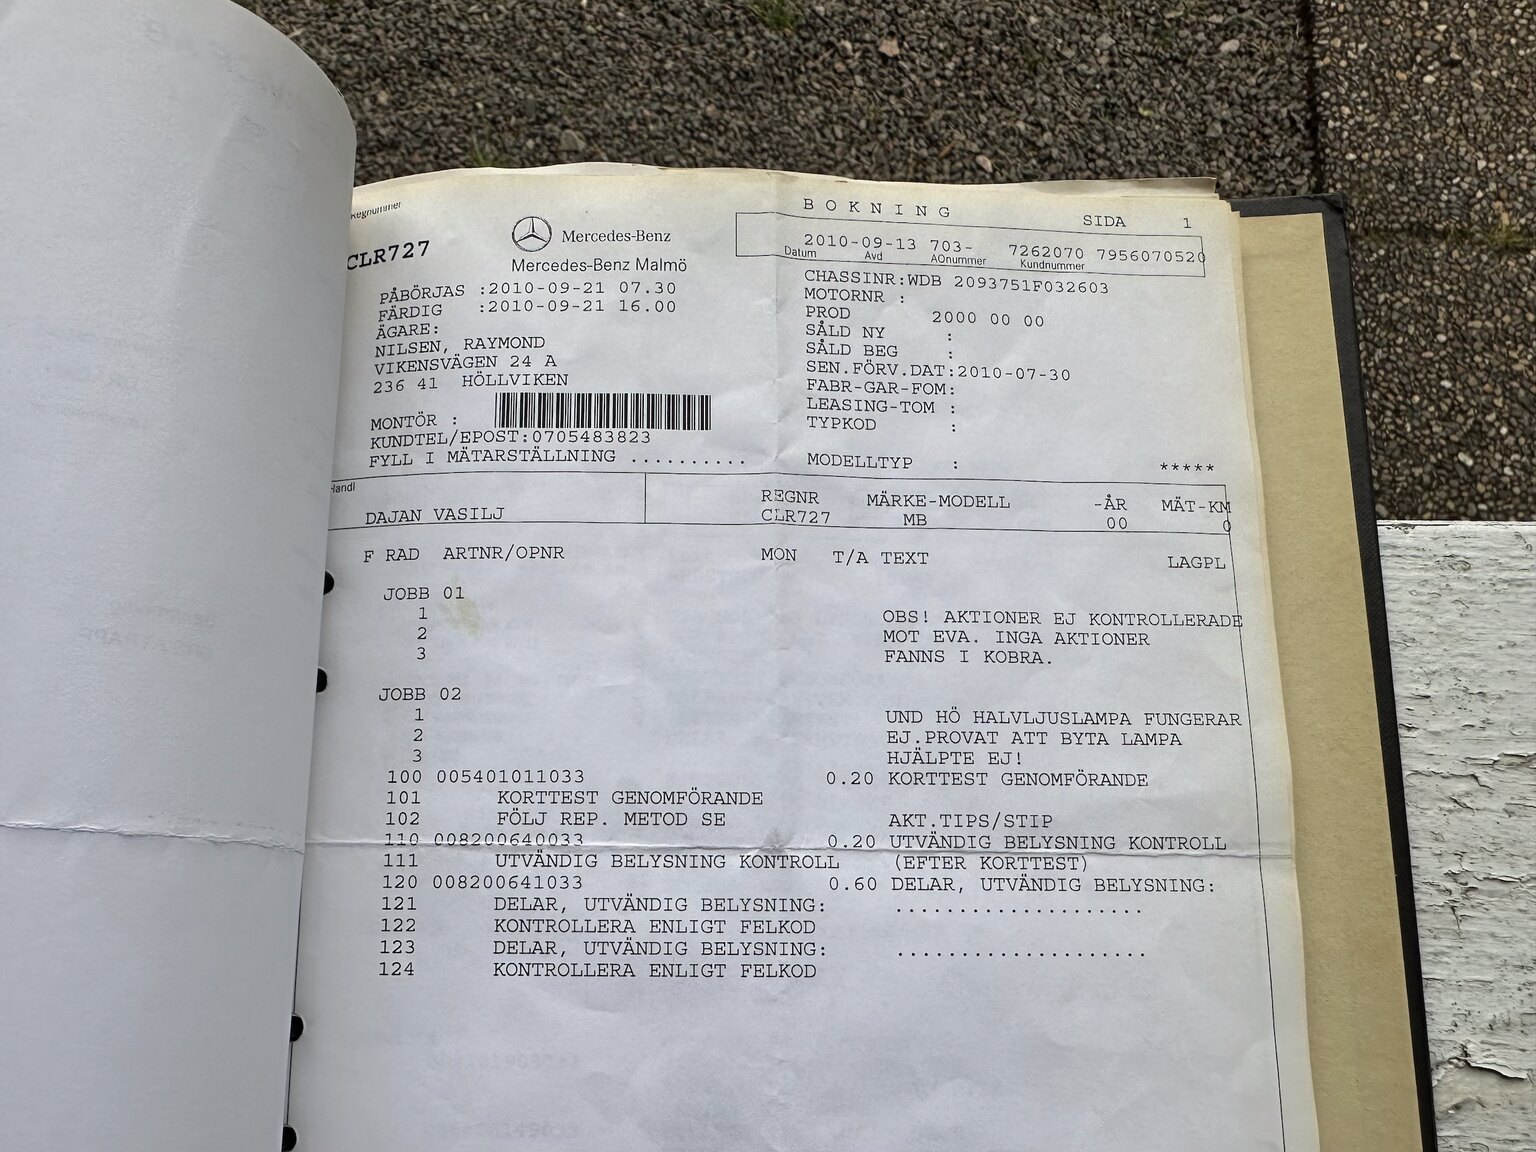 Regnummer
BOKNING SIDA 1
CLR727
Mercedes-Benz
Mercedes-Benz Malmö
2010-09-13 703- 7262070 7956070520
Datum Avd AOnummer Kundnummer
PÅBÖRJAS :2010-09-21 07.30
FÄRDIG :2010-09-21 16.00
ÄGARE:
NILSEN, RAYMOND
VIKENSVÄGEN 24 A
236 41 HÖLLVIKEN
MONTÖR :
KUNDTEL/EPOST:0705483823
FYLL I MÄTARSTÄLLNING ..........
CHASSINR:WDB 2093751F032603
MOTORNR :
PROD 2000 00 00
SÅLD NY :
SÅLD BEG :
SEN.FÖRV.DAT:2010-07-30
FABR-GAR-FOM:
LEASING-TOM :
TYPKOD :
MODELLTYP : *****
Handl
DAJAN VASILJ
REGNR MÄRKE-MODELL -ÅR MÄT-KM
CLR727 MB 00 0
F RAD ARTNR/OPNR MON T/A TEXT LAGPL
JOBB 01
1 OBS! AKTIONER EJ KONTROLLERADE
2 MOT EVA. INGA AKTIONER
3 FANNS I KOBRA.
JOBB 02
1 UND HÖ HALVLJUSLAMPA FUNGERAR
2 EJ.PROVAT ATT BYTA LAMPA
3 HJÄLPTE EJ!
100 005401011033 0.20 KORTTEST GENOMFÖRANDE
101 KORTTEST GENOMFÖRANDE
102 FÖLJ REP. METOD SE AKT.TIPS/STIP
110 008200640033 0.20 UTVÄNDIG BELYSNING KONTROLL
111 UTVÄNDIG BELYSNING KONTROLL (EFTER KORTTEST)
120 008200641033 0.60 DELAR, UTVÄNDIG BELYSNING:
121 DELAR, UTVÄNDIG BELYSNING: ....................
122 KONTROLLERA ENLIGT FELKOD
123 DELAR, UTVÄNDIG BELYSNING: ....................
124 KONTROLLERA ENLIGT FELKOD